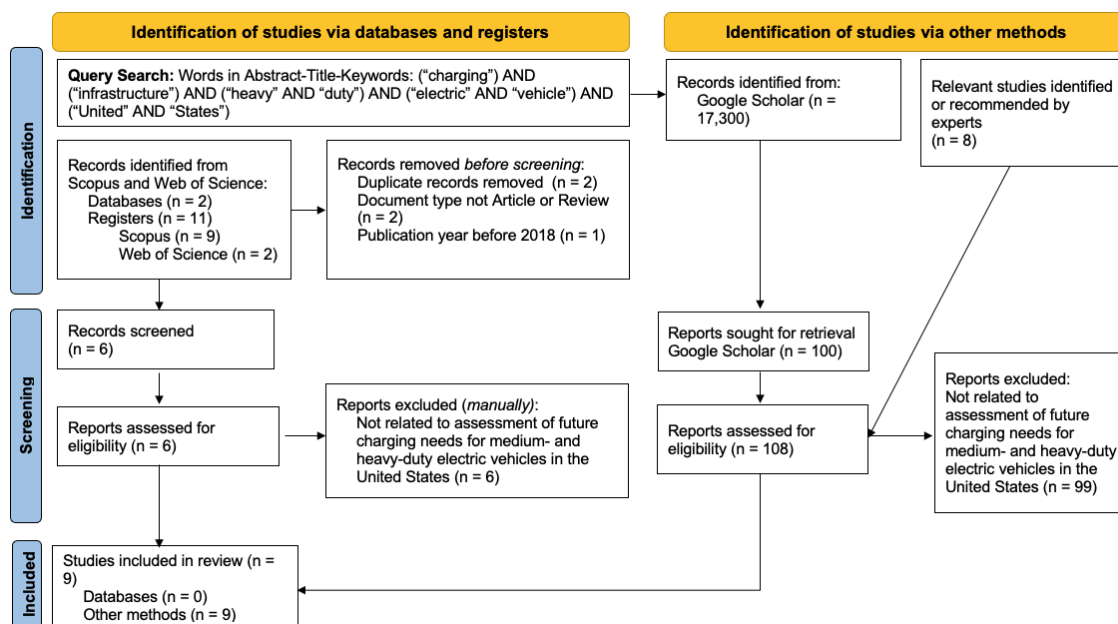 Identification of studies via databases and registers
Identification of studies via other methods
Identification
Query Search: Words in Abstract-Title-Keywords: (“charging”) AND
(“infrastructure”) AND (“heavy” AND “duty”) AND (“electric” AND “vehicle”) AND
(“United” AND “States”)
Records identified from:
Google Scholar (n =
17,300)
Relevant studies identified
or recommended by
experts
(n = 8)
Records identified from
Scopus and Web of Science:
Databases (n = 2)
Registers (n = 11)
Scopus (n = 9)
Web of Science (n = 2)
Records removed before screening:
Duplicate records removed (n = 2)
Document type not Article or Review
(n = 2)
Publication year before 2018 (n = 1)
Screening
Records screened
(n = 6)
Reports sought for retrieval
Google Scholar (n = 100)
Reports assessed for
eligibility (n = 6)
Reports excluded (manually):
Not related to assessment of future
charging needs for medium- and
heavy-duty electric vehicles in the
United States (n = 6)
Reports assessed for
eligibility (n = 108)
Reports excluded:
Not related to
assessment of future
charging needs for
medium- and heavy-duty
electric vehicles in the
United States (n = 99)
Included
Studies included in review (n =
9)
Databases (n = 0)
Other methods (n = 9)